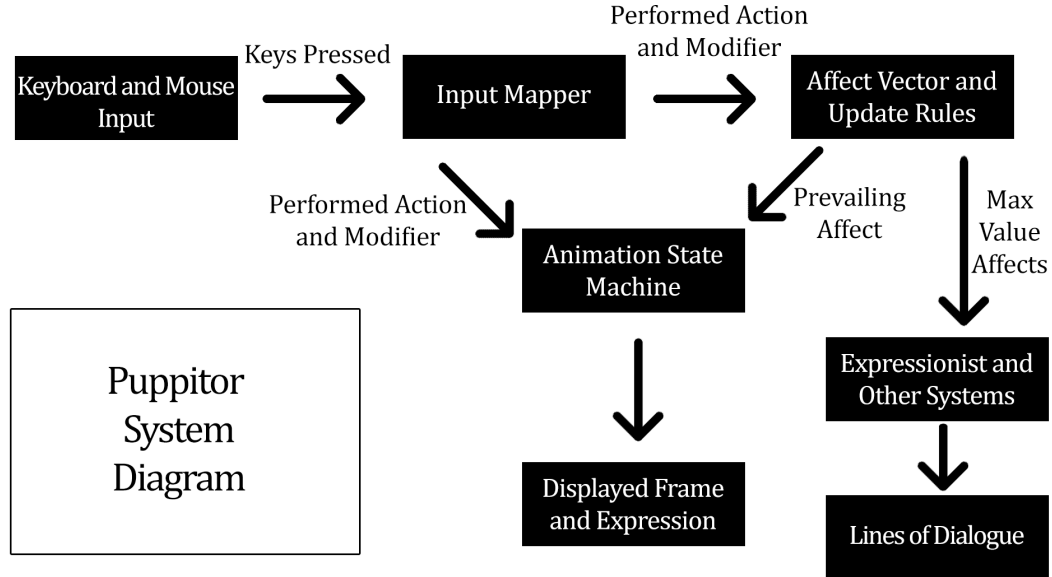 Keys Pressed
Performed Action
and Modifier
Keyboard and Mouse
Input
Input Mapper
Affect Vector and
Update Rules
Performed Action
and Modifier
Prevailing
Affect
Max
Value
Affects
Animation State
Machine
Expressionist and
Other Systems
Puppitor
System
Diagram
Displayed Frame
and Expression
Lines of Dialogue